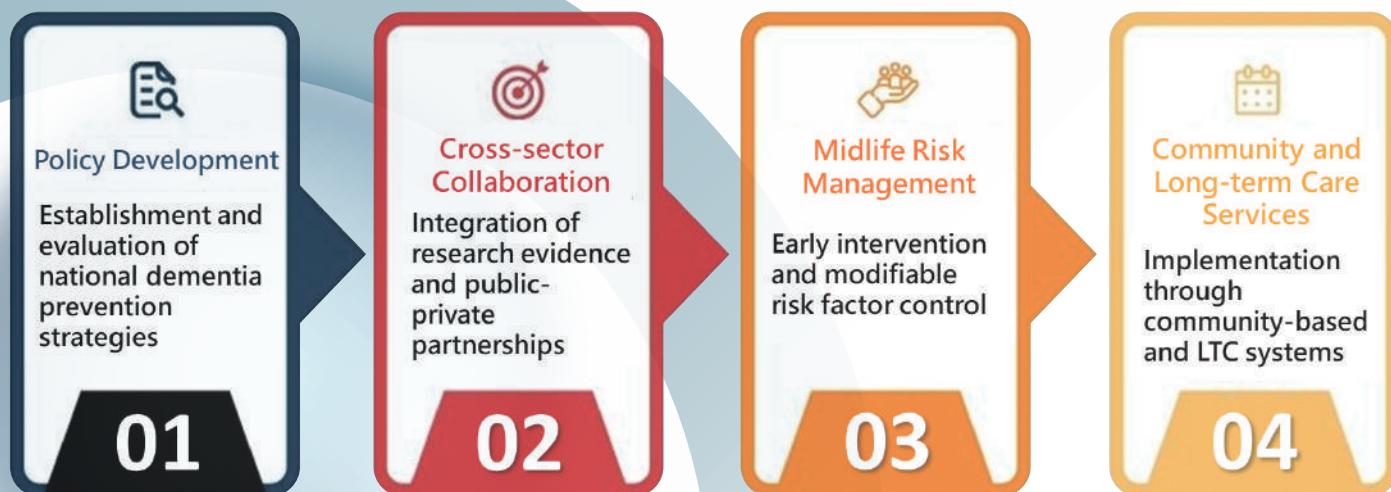 Policy Development
Establishment and
evaluation of
national dementia
prevention
strategies
01
Cross-sector
Collaboration
Integration of
research evidence
and public-
private
partnerships
02
Midlife Risk
Management
Early intervention
and modifiable
risk factor control
03
Community and
Long-term Care
Services
Implementation
through
community-based
and LTC systems
04